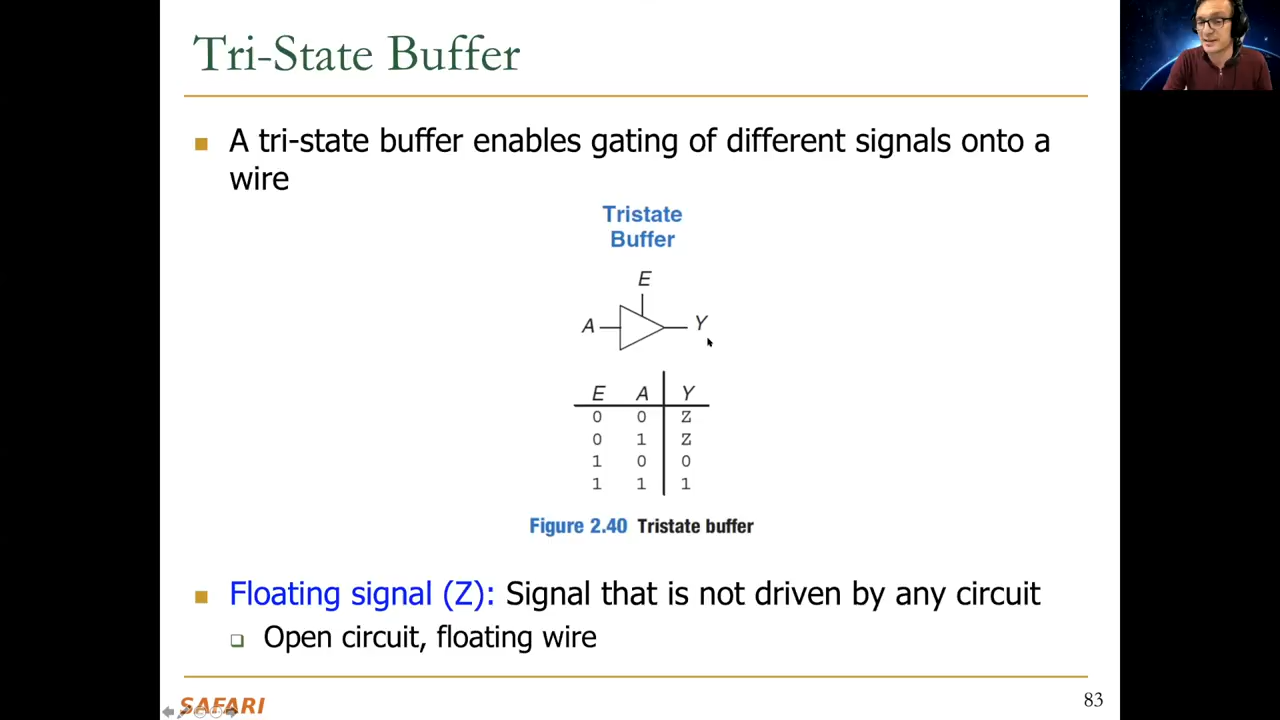 Tri-State Buffer
A tri-state buffer enables gating of different signals onto a
wire
Tristate
Buffer
E
A
Y
E A Y
0 0 Z
0 1 Z
1 0 0
1 1 1
Figure 2.40 Tristate buffer
Floating signal (Z): Signal that is not driven by any circuit
Open circuit, floating wire
SAFARI
83